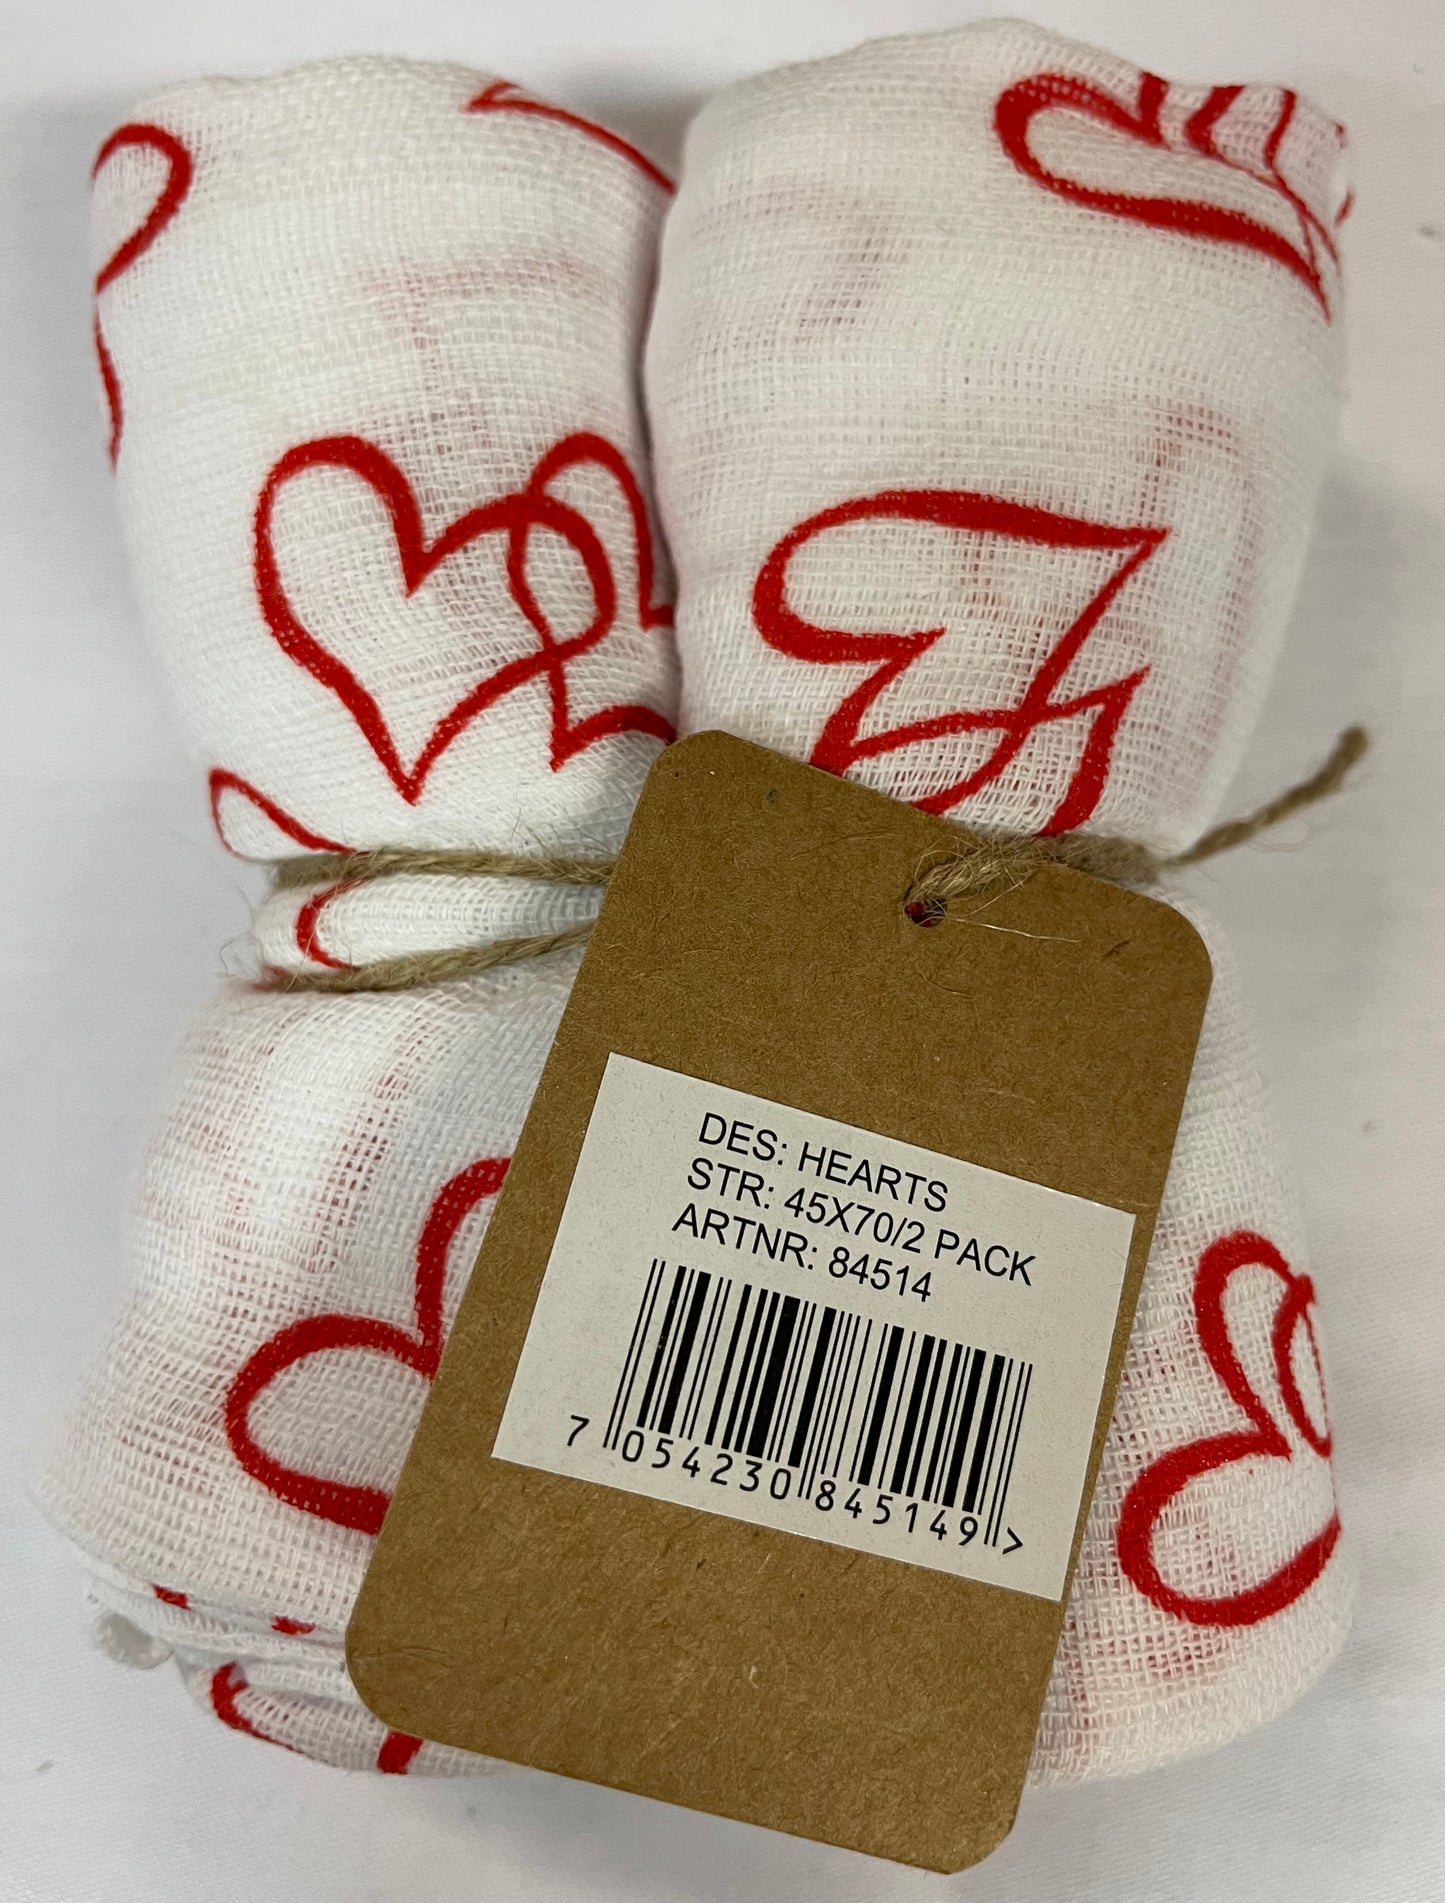 DES: HEARTS
STR: 45X70/2 PACK
ARTNR: 84514
7 054230 845149 >